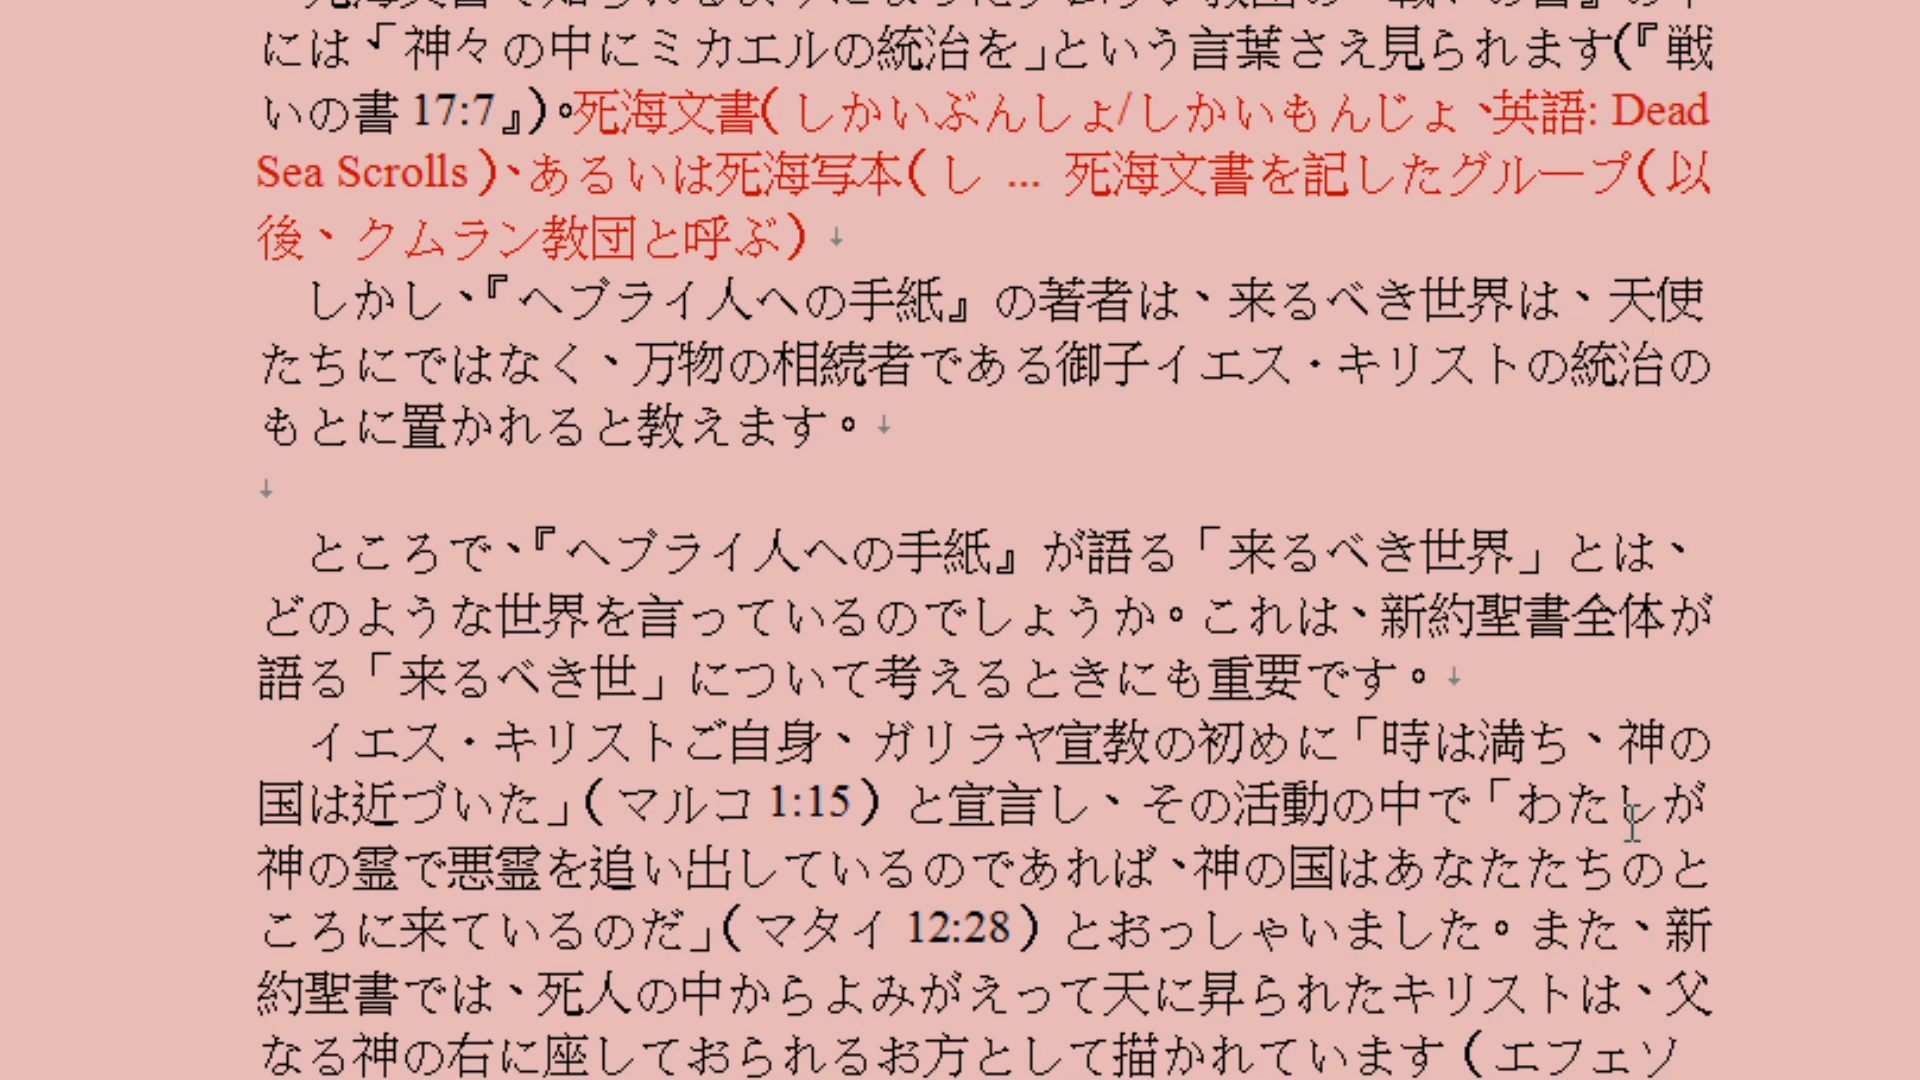 には「神々の中にミカエルの統治を」という言葉さえ見られます(『戦
いの書 17:7』)。死海文書(しかいぶんしょ/しかいもんじょ、英語: Dead
Sea Scrolls)、あるいは死海写本(し ... 死海文書を記したグループ(以
後、クムラン教団と呼ぶ)↓
しかし、『ヘブライ人への手紙』の著者は、来るべき世界は、天使
たちにではなく、万物の相続者である御子イエス・キリストの統治の
もとに置かれると教えます。↓
↓
ところで、『ヘブライ人への手紙』が語る「来るべき世界」とは、
どのような世界を言っているのでしょうか。これは、新約聖書全体が
語る「来るべき世」について考えるときにも重要です。↓
イエス・キリストご自身、ガリラヤ宣教の初めに「時は満ち、神の
国は近づいた」(マルコ 1:15)と宣言し、その活動の中で「わたしが
神の霊で悪霊を追い出しているのであれば、神の国はあなたたちのと
ころに来ているのだ」(マタイ 12:28)とおっしゃいました。また、新
約聖書では、死人の中からよみがえって天に昇られたキリストは、父
なる神の右に座しておられるお方として描かれています(エフェソ